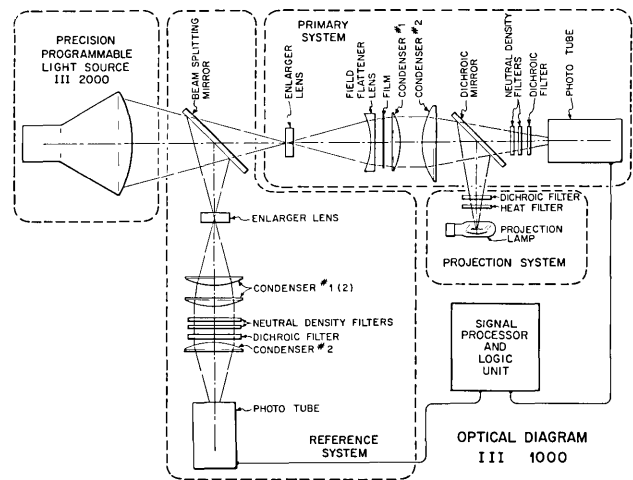 PRECISION
PROGRAMMABLE
LIGHT SOURCE
III 2000
BEAM SPLITTING
MIRROR
PRIMARY
SYSTEM
ENLARGER
LENS
FIELD
FLATTENER
LENS
FILM
CONDENSER #1
CONDENSER #2
DICHROIC
MIRROR
NEUTRAL DENSITY
FILTERS
DICHROIC
FILTER
PHOTO TUBE
ENLARGER LENS
DICHROIC FILTER
HEAT FILTER
PROJECTION
LAMP
PROJECTION SYSTEM
CONDENSER #1 (2)
NEUTRAL DENSITY FILTERS
DICHROIC FILTER
CONDENSER #2
SIGNAL
PROCESSOR
AND
LOGIC
UNIT
PHOTO TUBE
REFERENCE
SYSTEM
OPTICAL DIAGRAM
III 1000